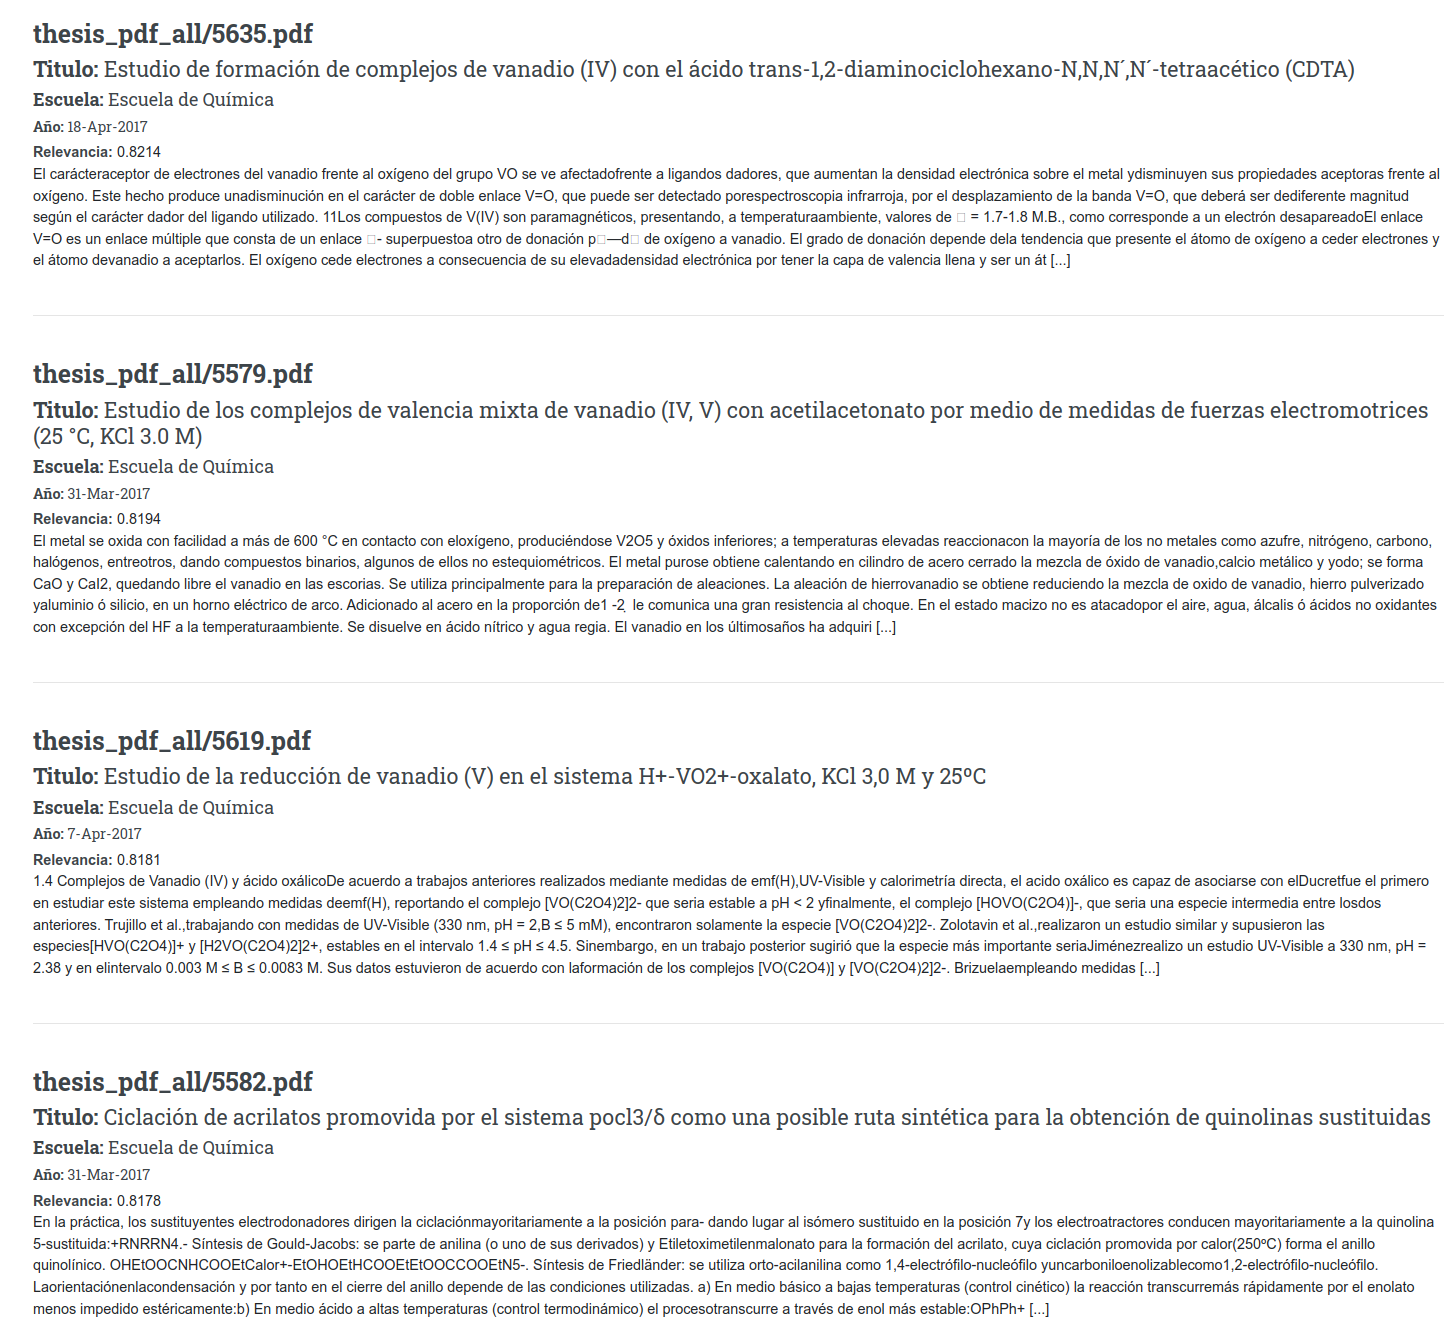 thesis_pdf_all/5635.pdf
Titulo: Estudio de formación de complejos de vanadio (IV) con el ácido trans-1,2-diaminociclohexano-N,N,N´,N´-tetraacético (CDTA)
Escuela: Escuela de Química
Año: 18-Apr-2017
Relevancia: 0.8214
El carácteraceptor de electrones del vanadio frente al oxígeno del grupo VO se ve afectadofrente a ligandos dadores, que aumentan la densidad electrónica sobre el metal ydisminuyen sus propiedades aceptoras frente al
oxígeno. Este hecho produce unadisminución en el carácter de doble enlace V=O, que puede ser detectado porespectroscopia infrarroja, por el desplazamiento de la banda V=O, que deberá ser dediferente magnitud
según el carácter dador del ligando utilizado. 11Los compuestos de V(IV) son paramagnéticos, presentando, a temperaturaambiente, valores de  = 1.7-1.8 M.B., como corresponde a un electrón desapareadoEl enlace
V=O es un enlace múltiple que consta de un enlace - superpuestoa otro de donación p—d de oxígeno a vanadio. El grado de donación depende dela tendencia que presente el átomo de oxígeno a ceder electrones y
el átomo devanadio a aceptarlos. El oxígeno cede electrones a consecuencia de su elevadadensidad electrónica por tener la capa de valencia llena y ser un át [...]
thesis_pdf_all/5579.pdf
Titulo: Estudio de los complejos de valencia mixta de vanadio (IV, V) con acetilacetonato por medio de medidas de fuerzas electromotrices
(25 °C, KCl 3.0 M)
Escuela: Escuela de Química
Año: 31-Mar-2017
Relevancia: 0.8194
El metal se oxida con facilidad a más de 600 °C en contacto con eloxígeno, produciéndose V2O5 y óxidos inferiores; a temperaturas elevadas reaccionacon la mayoría de los no metales como azufre, nitrógeno, carbono,
halógenos, entreotros, dando compuestos binarios, algunos de ellos no estequiométricos. El metal purose obtiene calentando en cilindro de acero cerrado la mezcla de óxido de vanadio,calcio metálico y yodo; se forma
CaO y CaI2, quedando libre el vanadio en las escorias. Se utiliza principalmente para la preparación de aleaciones. La aleación de hierrovanadio se obtiene reduciendo la mezcla de oxido de vanadio, hierro pulverizado
yaluminio ó silicio, en un horno eléctrico de arco. Adicionado al acero en la proporción de1 -2  le comunica una gran resistencia al choque. En el estado macizo no es atacadopor el aire, agua, álcalis ó ácidos no oxidantes
con excepción del HF a la temperaturaambiente. Se disuelve en ácido nítrico y agua regia. El vanadio en los últimosaños ha adquiri [...]
thesis_pdf_all/5619.pdf
Titulo: Estudio de la reducción de vanadio (V) en el sistema H+-VO2+-oxalato, KCl 3,0 M y 25ºC
Escuela: Escuela de Química
Año: 7-Apr-2017
Relevancia: 0.8181
1.4 Complejos de Vanadio (IV) y ácido oxálicoDe acuerdo a trabajos anteriores realizados mediante medidas de emf(H),UV-Visible y calorimetría directa, el acido oxálico es capaz de asociarse con elDucretfue el primero
en estudiar este sistema empleando medidas deemf(H), reportando el complejo [VO(C2O4)2]2- que seria estable a pH < 2 yfinalmente, el complejo [HOVO(C2O4)]-, que seria una especie intermedia entre losdos
anteriores. Trujillo et al.,trabajando con medidas de UV-Visible (330 nm, pH = 2,B ≤ 5 mM), encontraron solamente la especie [VO(C2O4)2]2-. Zolotavin et al.,realizaron un estudio similar y supusieron las
especies[HVO(C2O4)]+ y [H2VO(C2O4)2]2+, estables en el intervalo 1.4 ≤ pH ≤ 4.5. Sinembargo, en un trabajo posterior sugirió que la especie más importante seriaJiménezrealizo un estudio UV-Visible a 330 nm, pH =
2.38 y en elintervalo 0.003 M ≤ B ≤ 0.0083 M. Sus datos estuvieron de acuerdo con laformación de los complejos [VO(C2O4)] y [VO(C2O4)2]2-. Brizuelaempleando medidas [...]
thesis_pdf_all/5582.pdf
Titulo: Ciclación de acrilatos promovida por el sistema pocl3/δ como una posible ruta sintética para la obtención de quinolinas sustituidas
Escuela: Escuela de Química
Año: 31-Mar-2017
Relevancia: 0.8178
En la práctica, los sustituyentes electrodonadores dirigen la ciclaciónmayoritariamente a la posición para- dando lugar al isómero sustituido en la posición 7y los electroatractores conducen mayoritariamente a la quinolina
5-sustituida:+RNRRN4.- Síntesis de Gould-Jacobs: se parte de anilina (o uno de sus derivados) y Etiletoximetilenmalonato para la formación del acrilato, cuya ciclación promovida por calor(250ºC) forma el anillo
quinolínico. OHEtOOCNHCOOEtCalor+-EtOHOEtHCOOEtEtOOCCOOEtN5-. Síntesis de Friedländer: se utiliza orto-acilanilina como 1,4-electrófilo-nucleófilo yuncarboniloenolizablecomo1,2-electrófilo-nucleófilo.
Laorientaciónenlacondensación y por tanto en el cierre del anillo depende de las condiciones utilizadas. a) En medio básico a bajas temperaturas (control cinético) la reacción transcurremás rápidamente por el enolato
menos impedido estéricamente:b) En medio ácido a altas temperaturas (control termodinámico) el procesotranscurre a través de enol más estable:OPhPh+ [...]